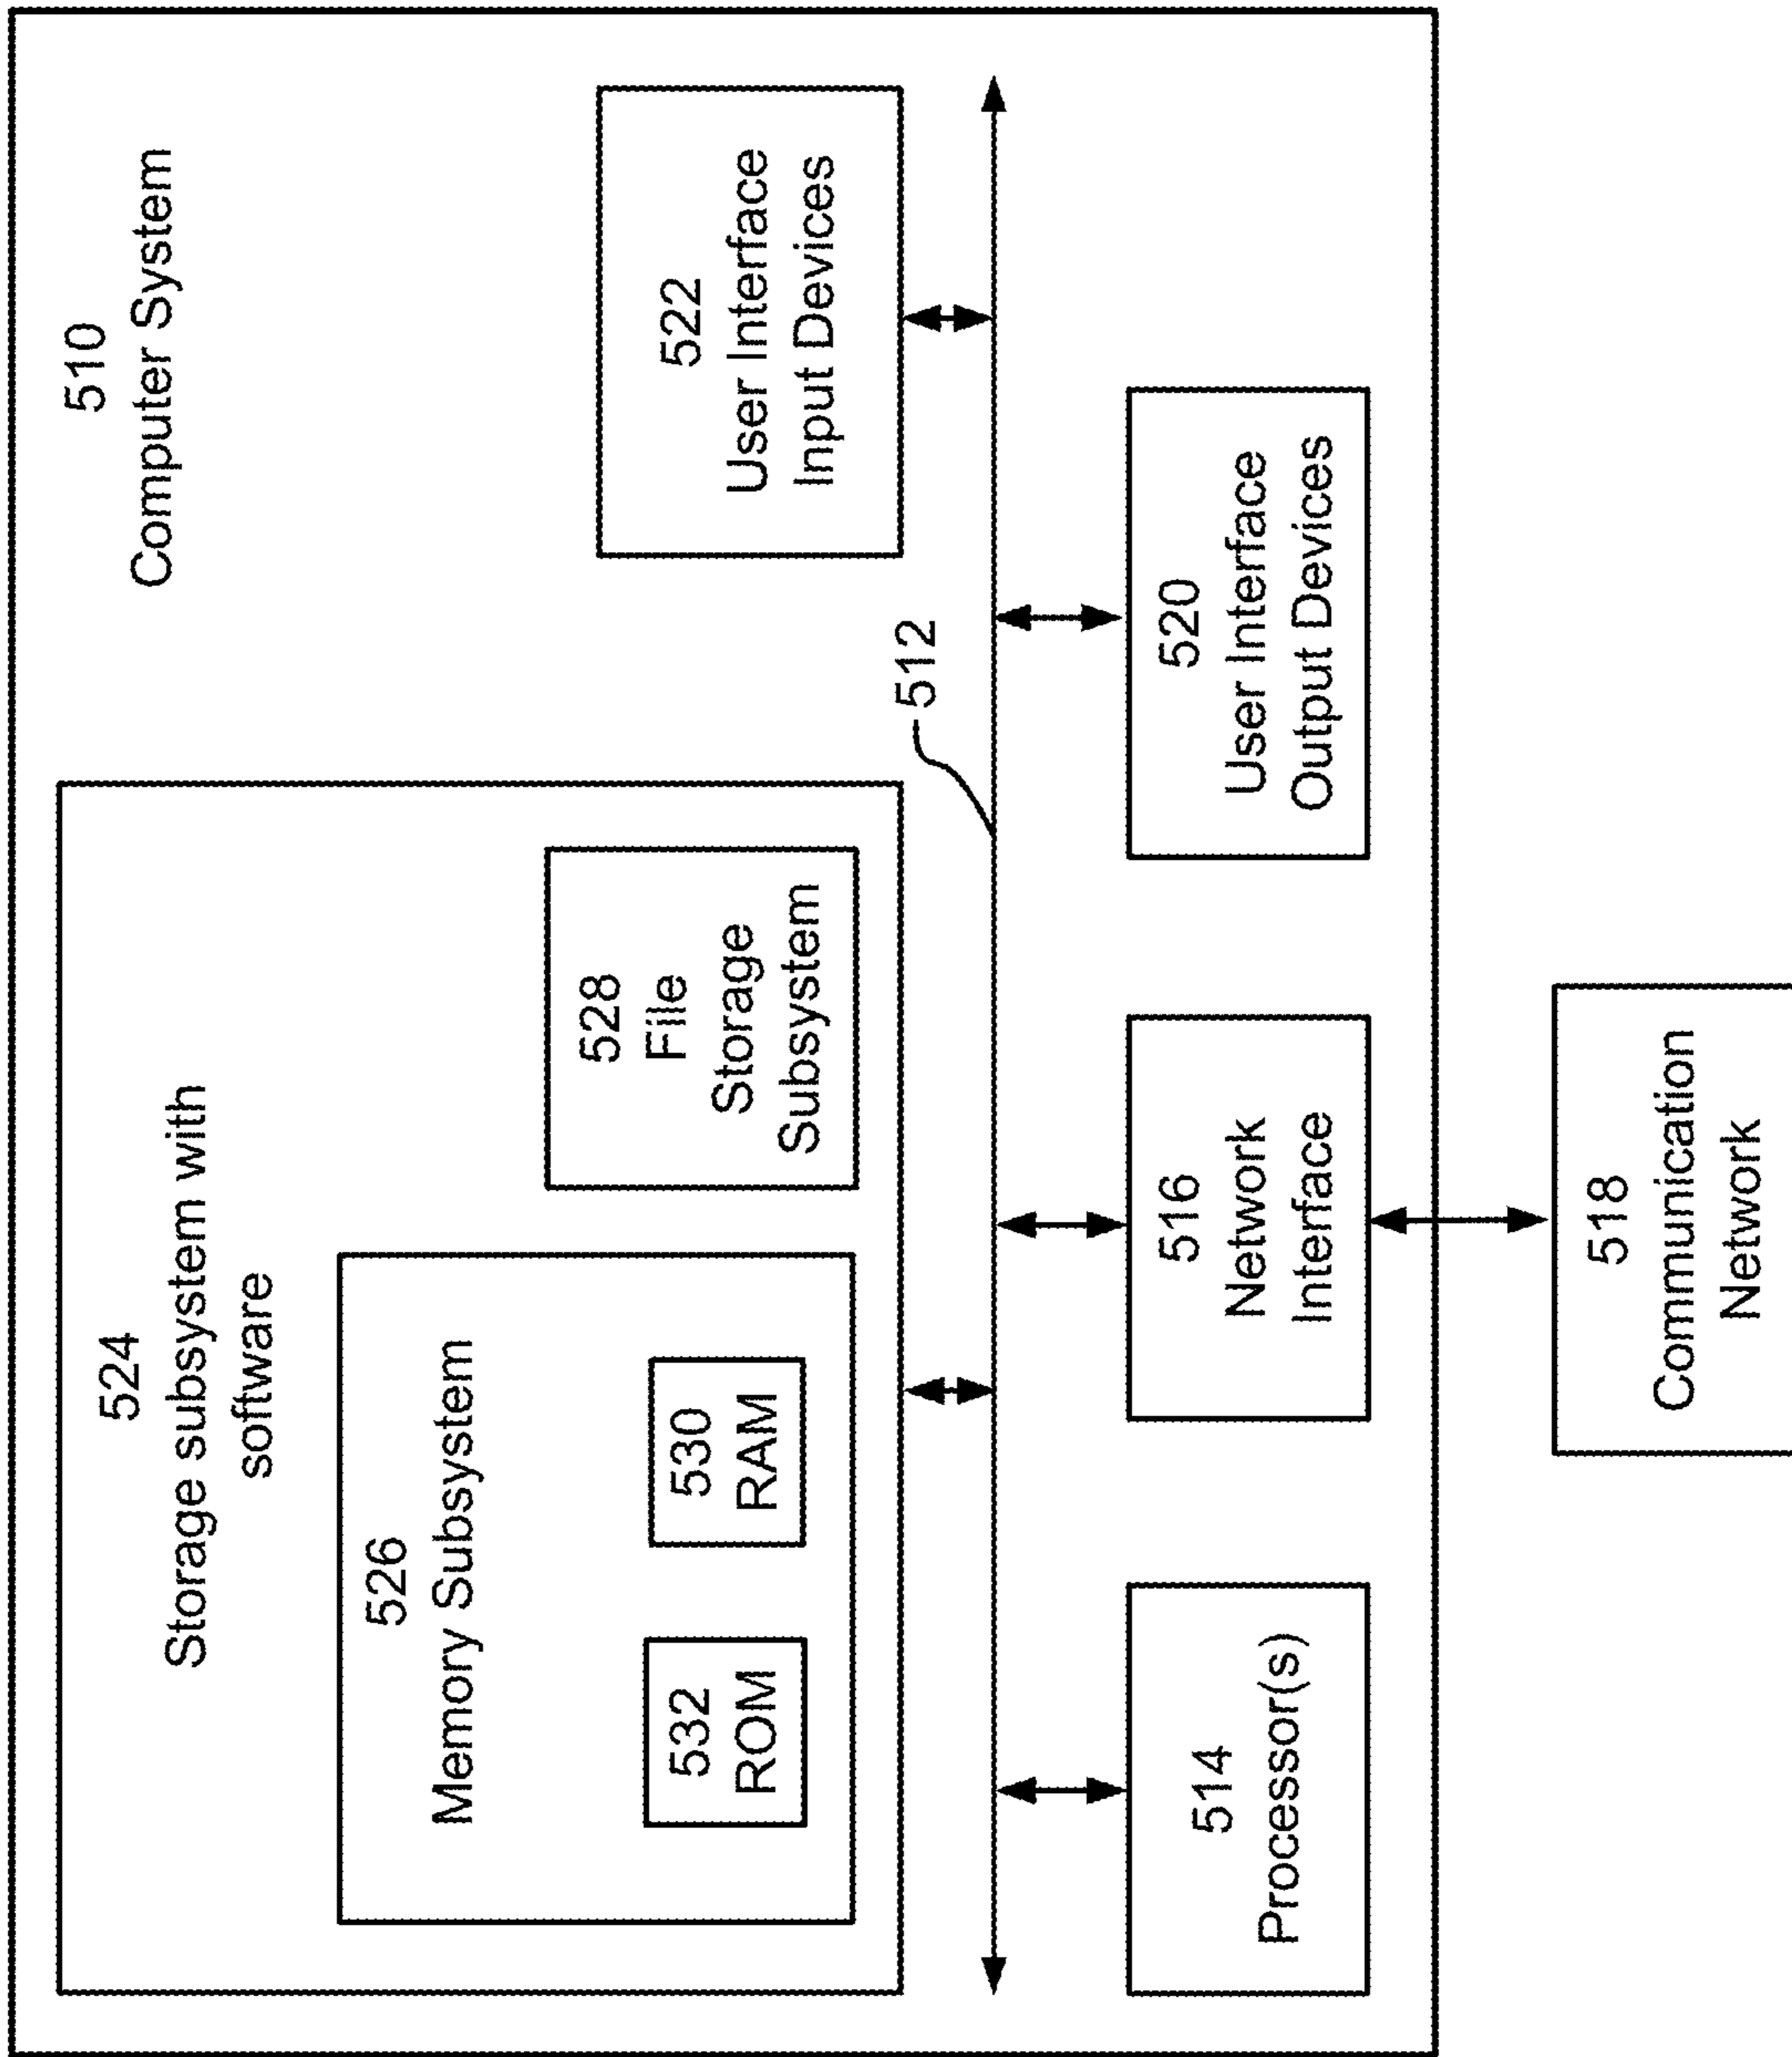 510
Computer System
524
Storage subsystem with
software
526
Memory Subsystem
532
ROM
530
RAM
528
File
Storage
Subsystem
522
User Interface
Input Devices
512
514
Processor(s)
516
Network
Interface
520
User Interface
Output Devices
518
Communication
Network